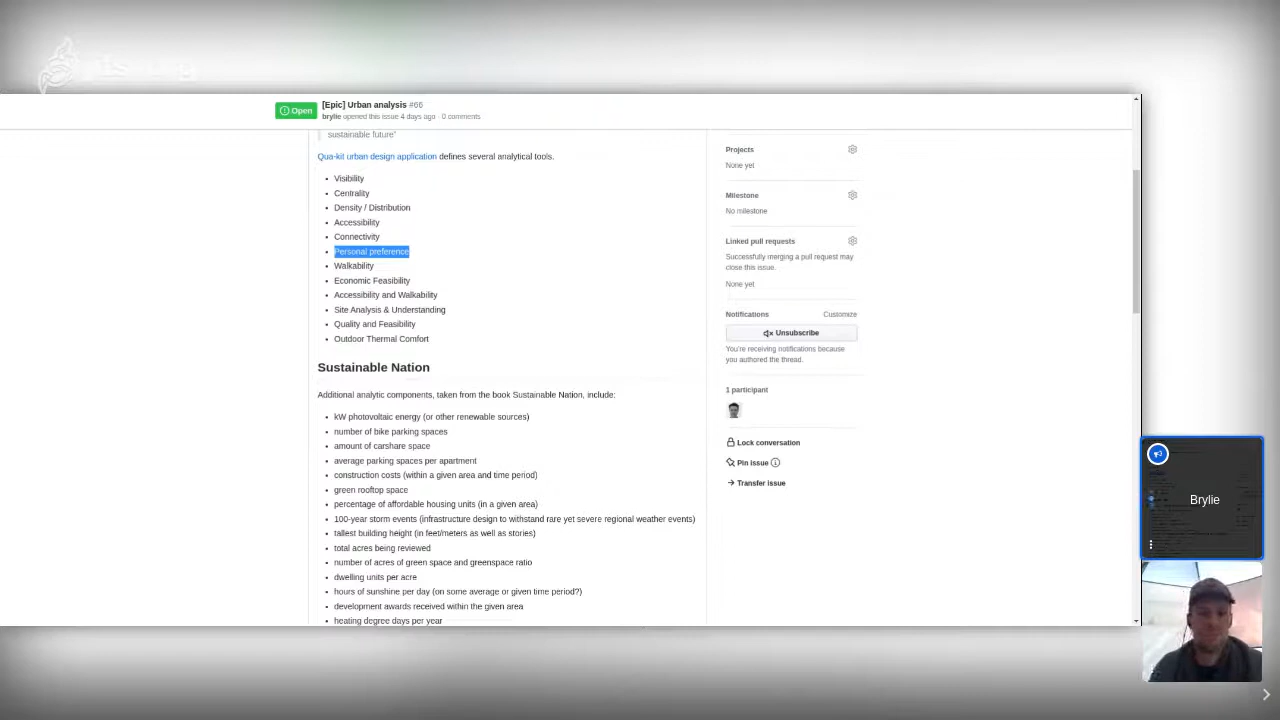 Open
[Epic] Urban analysis #66
brylie opened this issue 4 days ago · 0 comments
sustainable future"
Qua-kit urban design application defines several analytical tools.
• Visibility
• Centrality
• Density / Distribution
• Accessibility
• Connectivity
• Personal preference
• Walkability
• Economic Feasibility
• Accessibility and Walkability
• Site Analysis & Understanding
• Quality and Feasibility
• Outdoor Thermal Comfort
Sustainable Nation
Additional analytic components, taken from the book Sustainable Nation, include:
• kW photovoltaic energy (or other renewable sources)
• number of bike parking spaces
• amount of carshare space
• average parking spaces per apartment
• construction costs (within a given area and time period)
• green rooftop space
• percentage of affordable housing units (in a given area)
• 100-year storm events (infrastructure design to withstand rare yet severe regional weather events)
• tallest building height (in feet/meters as well as stories)
• total acres being reviewed
• number of acres of green space and greenspace ratio
• dwelling units per acre
• hours of sunshine per day (on some average or given time period?)
• development awards received within the given area
• heating degree days per year
Projects
None yet
Milestone
No milestone
Linked pull requests
Successfully merging a pull request may
close this issue.
None yet
Notifications Customize
Unsubscribe
You're receiving notifications because
you authored the thread.
1 participant
Lock conversation
Pin issue
Transfer issue
Brylie